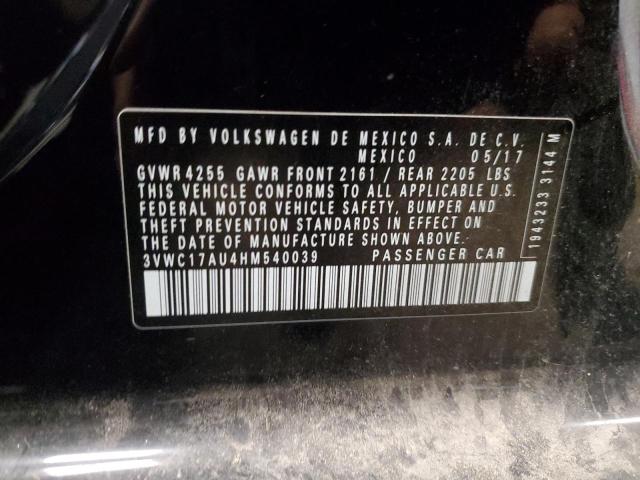 MFD BY VOLKSWAGEN DE MEXICO S.A. DE C.V.
MEXICO 05/17
GVWR 4255 GAWR FRONT 2161 / REAR 2205 LBS
THIS VEHICLE CONFORMS TO ALL APPLICABLE U.S.
FEDERAL MOTOR VEHICLE SAFETY, BUMPER AND
THEFT PREVENTION STANDARDS IN EFFECT ON
THE DATE OF MANUFACTURE SHOWN ABOVE.
3VWC17AU4HM540039 PASSENGER CAR
1943233 3144 M